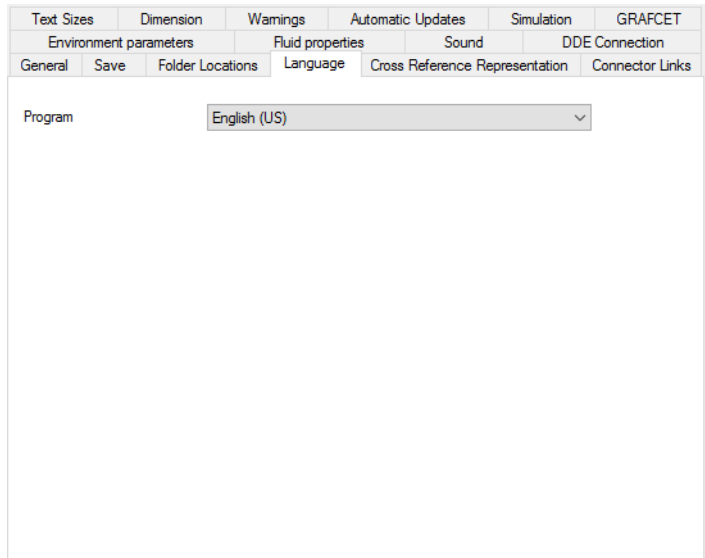 Text Sizes Dimension Warnings Automatic Updates Simulation GRAFCET
Environment parameters Fluid properties Sound DDE Connection
General Save Folder Locations Language Cross Reference Representation Connector Links
Program English (US)